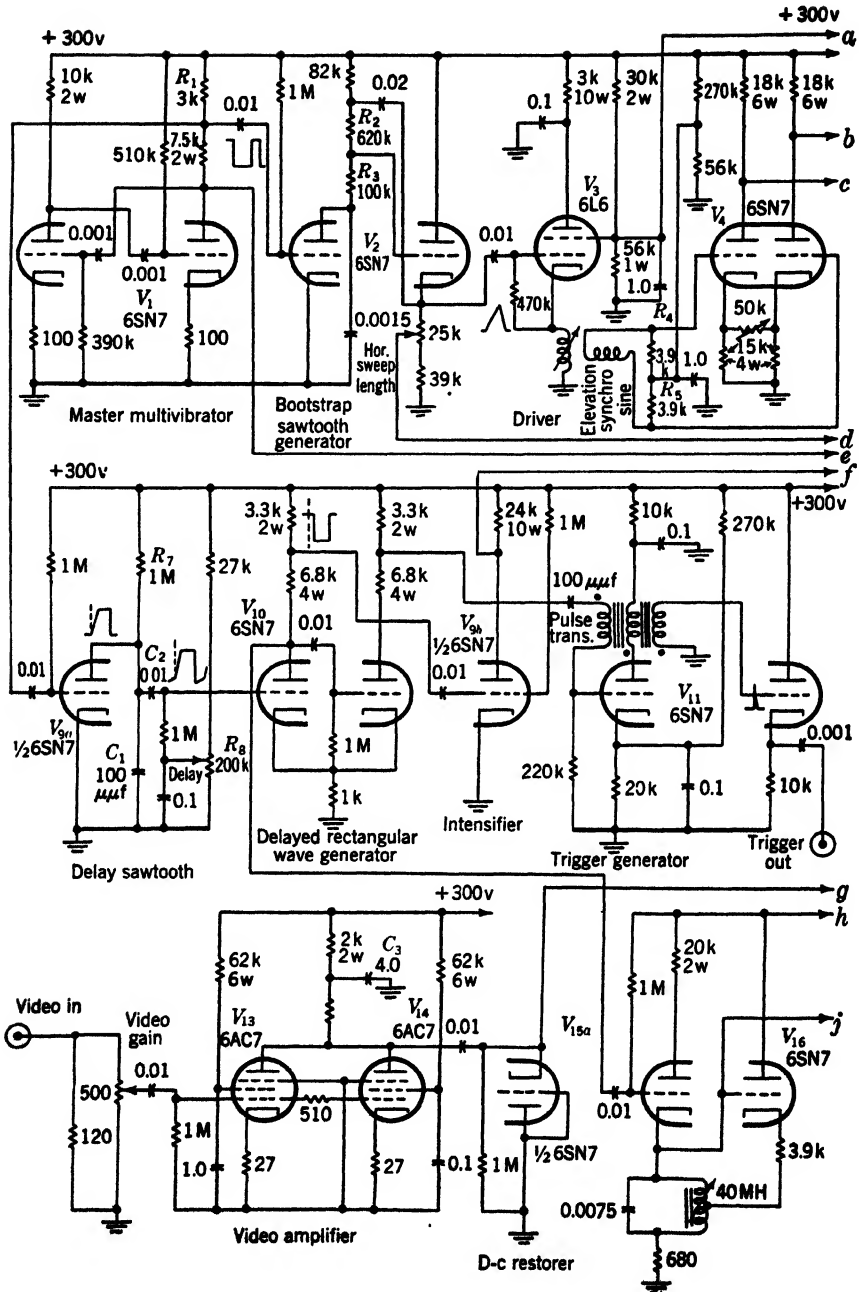 +300v
a
+ 300v
10k
2w
R1
3k
0.01
82k
1M
0.02
R2
620k
3k
10w
0.1
30k
2w
270k
18k
6w
18k
6w
b
7.5k
2w
510k
R3
100k
56k
c
V3
6L6
V4
6SN7
0.001
0.001
V1
6SN7
V2
6SN7
0.01
56k
1w
1.0
470k
R4
50k
100
390k
100
0.0015
25k
Hor.
sweep
length
39k
3.9k
1.0
15k
4w
R5
3.9k
Elevation
synchro
sine
Master multivibrator
Bootstrap
sawtooth
generator
Driver
d
e
f
+300v
+300v
1M
R7
1M
27k
3.3k
2w
3.3k
2w
24k
10w
1M
10k
0.1
270k
6.8k
4w
6.8k
4w
100 μμf
Pulse
trans.
V10
6SN7
0.01
V9b
½6SN7
0.01
C2
0.01
0.01
V11
6SN7
V9a
½6SN7
C1
100
μμf
1M
Delay
0.1
R8
200k
1M
1k
220k
20k
0.1
10k
0.001
Intensifier
Delay sawtooth
Delayed rectangular
wave generator
Trigger generator
Trigger
out
+300v
g
h
62k
6w
2k
2w
C3
4.0
62k
6w
20k
2w
1M
Video in
Video
gain
V13
6AC7
V14
6AC7
0.01
V15a
j
V16
6SN7
0.01
500
510
0.01
120
1M
1.0
27
27
0.1
1M
½6SN7
3.9k
0.0075
40MH
680
Video amplifier
D-c restorer